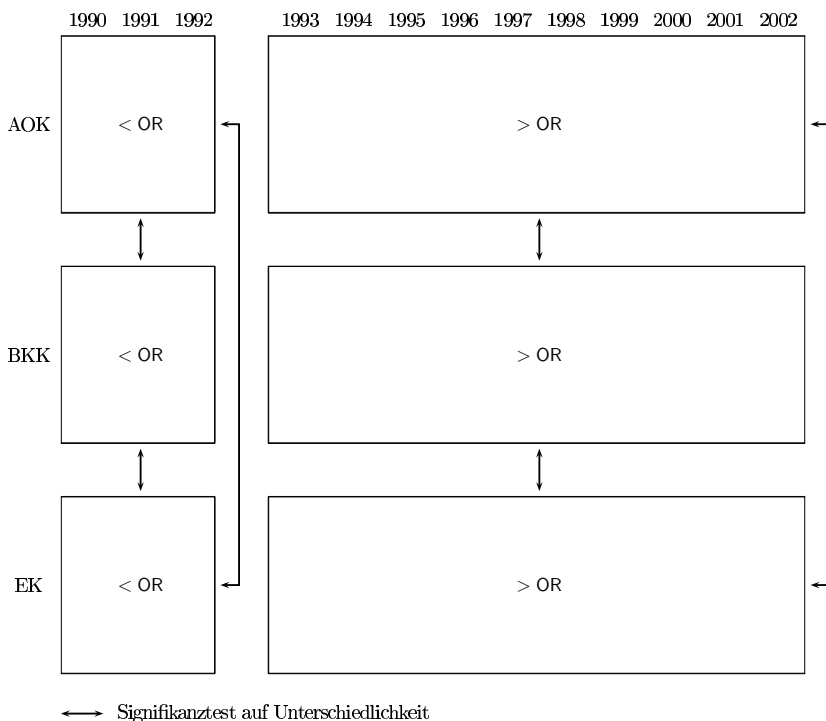 1990 1991 1992 1993 1994 1995 1996 1997 1998 1999 2000 2001 2002
AOK < OR > OR
BKK < OR > OR
EK < OR > OR
Signifikanztest auf Unterschiedlichkeit